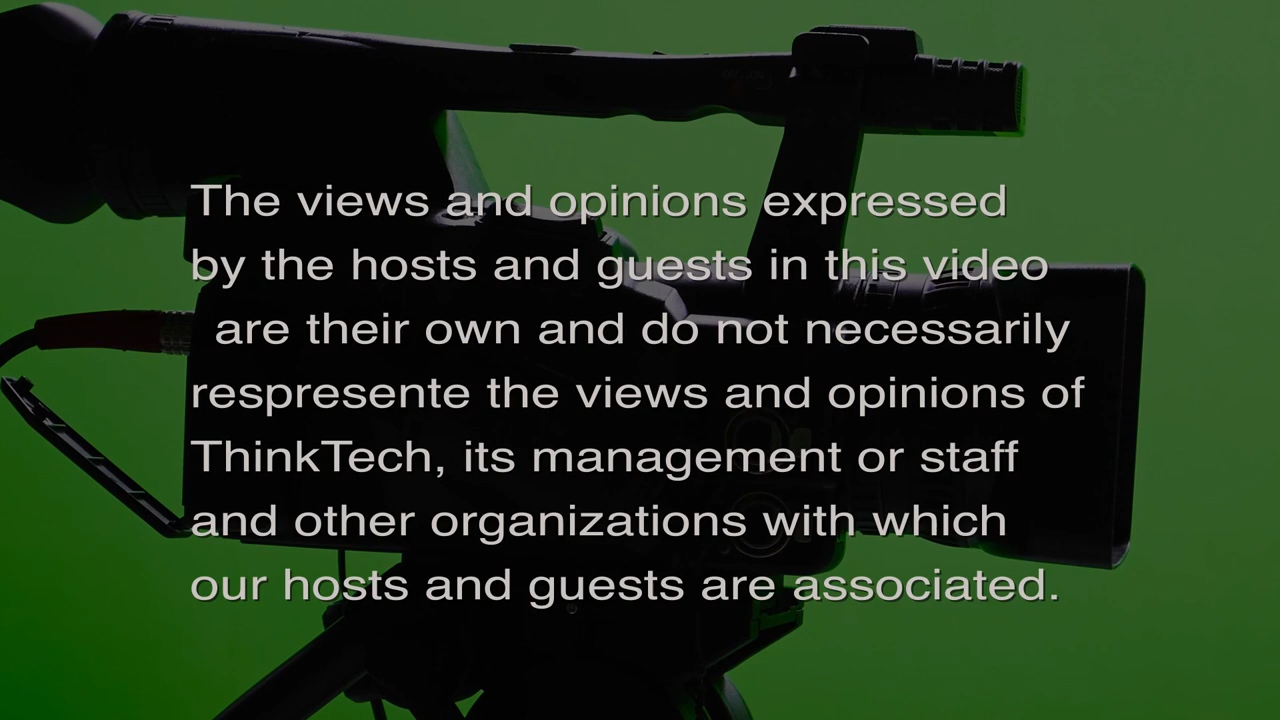 The views and opinions expressed
by the hosts and guests in this video
are their own and do not necessarily
respresente the views and opinions of
ThinkTech, its management or staff
and other organizations with which
our hosts and guests are associated.